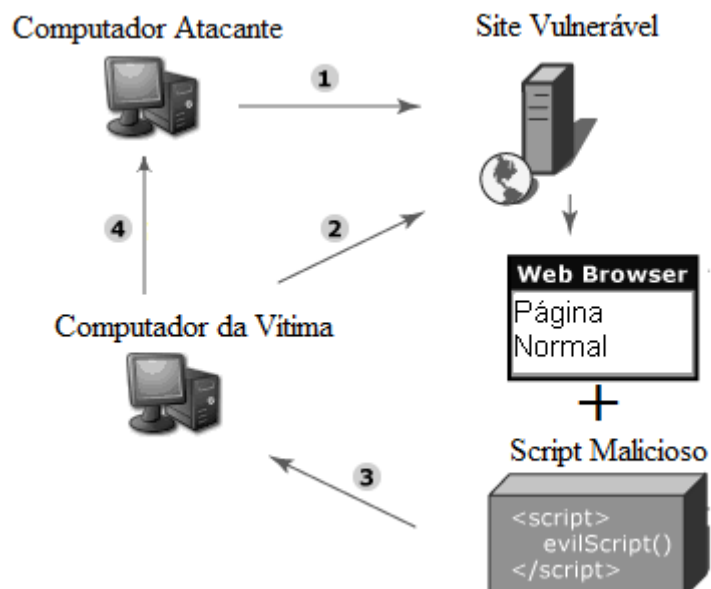 Computador Atacante
Site Vulnerável
1
4
2
Web Browser
Página
Normal
Computador da Vítima
+
Script Malicioso
3
<script>
evilScript()
</script>